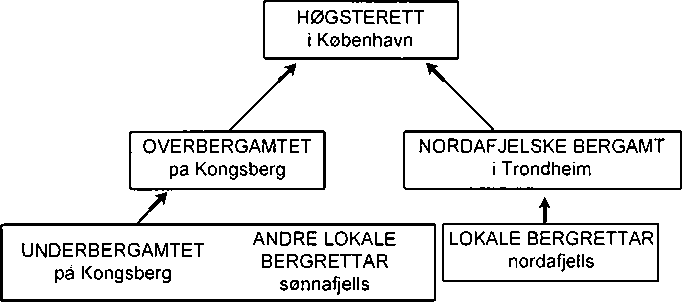 HØGSTERETT
i København
OVERBERGAMTET
pa Kongsberg
NORDAFJELSKE BERGAMT
i Trondheim
UNDERBERGAMTET
på Kongsberg
ANDRE LOKALE
BERGRETTAR
sønnafjells
LOKALE BERGRETTAR
nordafjells